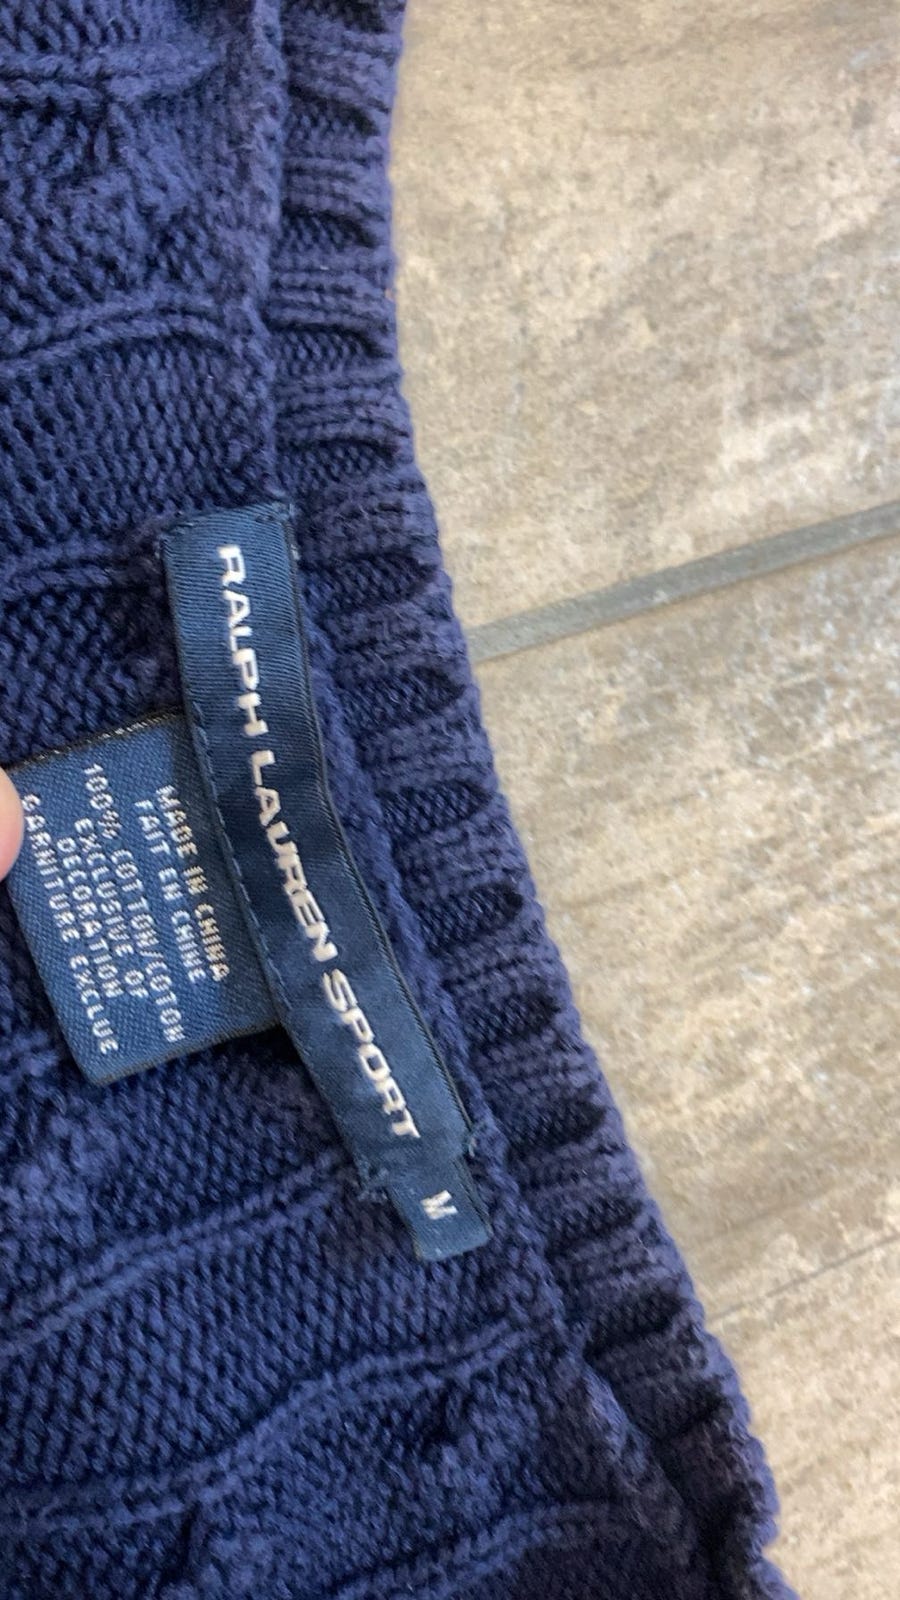 RALPH LAUREN SPORT
M
MADE IN CHINA
FAIT EN CHINE
100% COTTON/COTON
EXCLUSIVE OF
DECORATION
GARNITURE EXCLUE